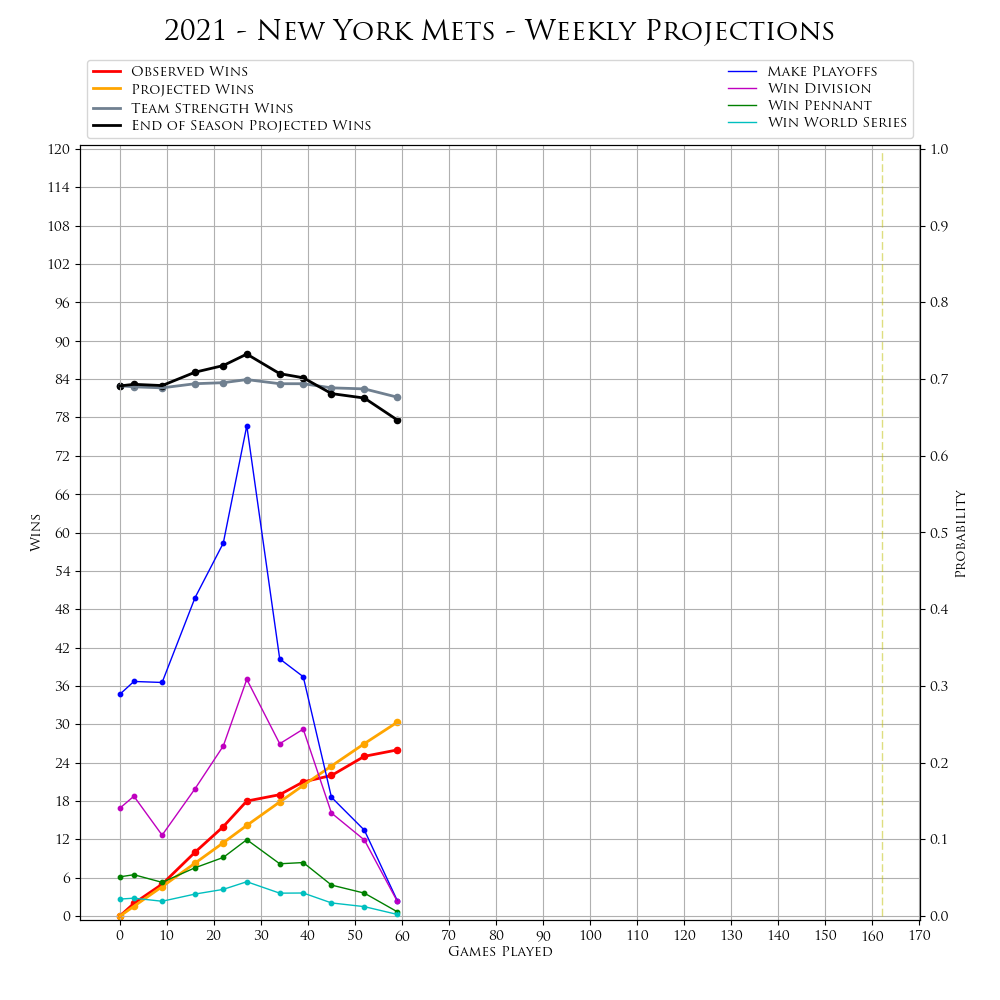 2021 - New York Mets - Weekly Projections
Observed Wins
Projected Wins
Team Strength Wins
End of Season Projected Wins
Make Playoffs
Win Division
Win Pennant
Win World Series
120
114
108
102
96
90
84
78
72
66
60
54
48
42
36
30
24
18
12
6
0
Wins
1.0
0.9
0.8
0.7
0.6
0.5
0.4
0.3
0.2
0.1
0.0
Probability
0 10 20 30 40 50 60 70 80 90 100 110 120 130 140 150 160 170
Games Played